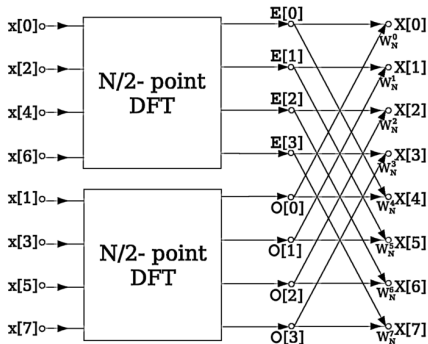 x[0] E[0] X[0]
W_N^0
x[2] E[1] X[1]
W_N^1
N/2- point
DFT
x[4] E[2] X[2]
W_N^2
x[6] E[3] X[3]
W_N^3
x[1] O[0] W_N^4 X[4]
x[3] O[1] W_N^5 X[5]
N/2- point
DFT
x[5] O[2] W_N^6 X[6]
x[7] O[3] W_N^7 X[7]